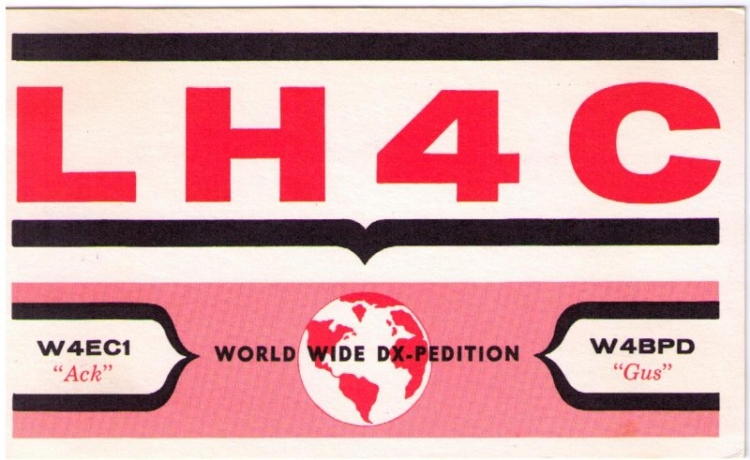 LH4C
W4EC1
"Ack"
WORLD WIDE DX-PEDITION
W4BPD
"Gus"